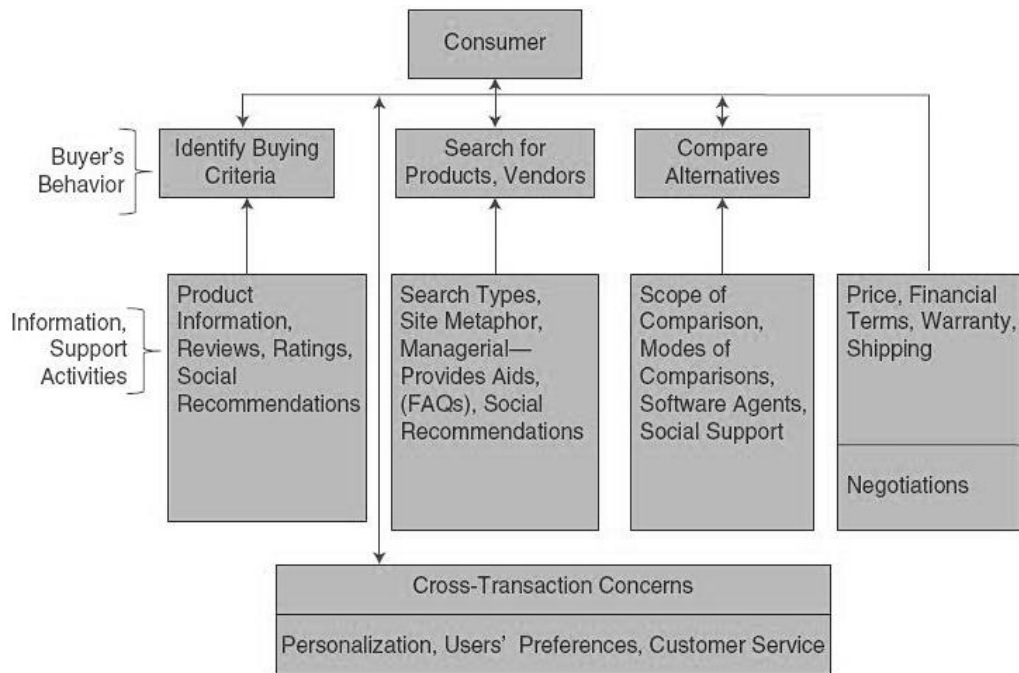 Consumer
Buyer's
Behavior
Identify Buying
Criteria
Search for
Products, Vendors
Compare
Alternatives
Information,
Support
Activities
Product
Information,
Reviews, Ratings,
Social
Recommendations
Search Types,
Site Metaphor,
Managerial—
Provides Aids,
(FAQs), Social
Recommendations
Scope of
Comparison,
Modes of
Comparisons,
Software Agents,
Social Support
Price, Financial
Terms, Warranty,
Shipping
Negotiations
Cross-Transaction Concerns
Personalization, Users' Preferences, Customer Service